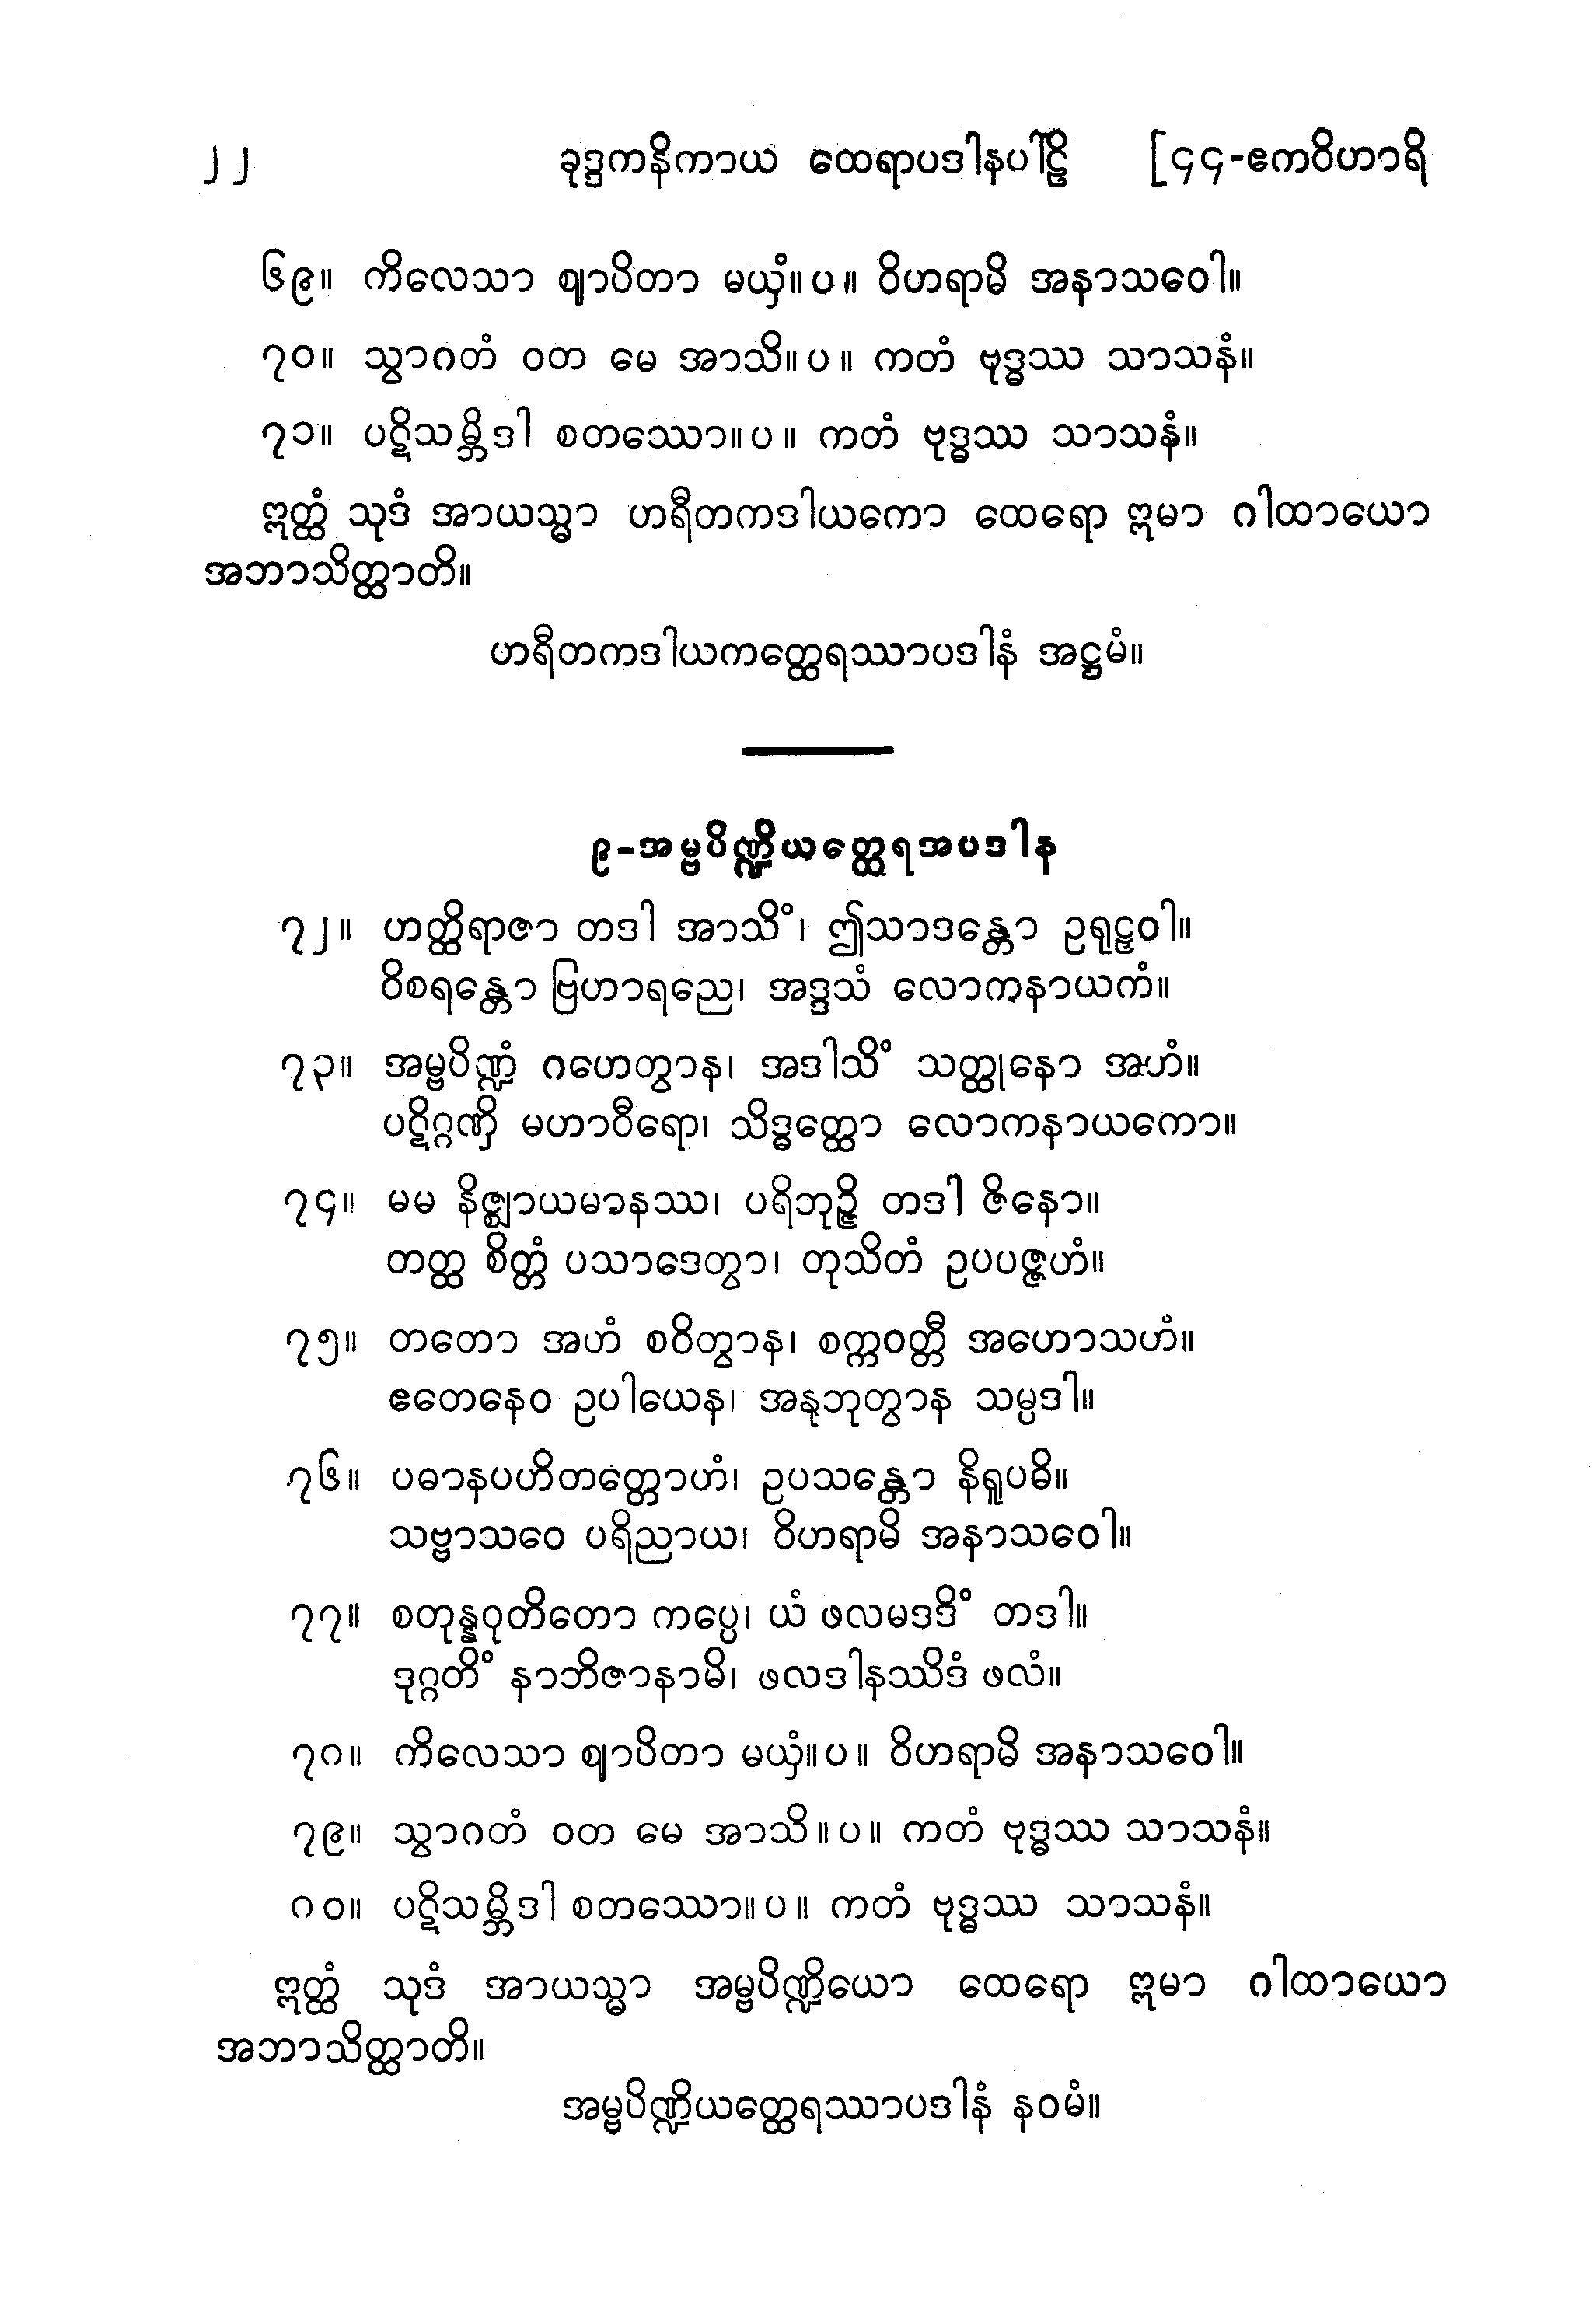 ၂၂ ခုဒ္ဒကနိကာယ ထေရာပဒါနပါဠိ [၄၄-ဧကဝိဟာရိ
၆၉။ ကိလေသာ ဈာပိတာ မယှံ။ပ။ ဝိဟရာမိ အနာသဝေါ။
၇၀။ သွာဂတံ ဝတ မေ အာသိ။ပ။ ကတံ ဗုဒ္ဓဿ သာသနံ။
၇၁။ ပဋိသမ္ဘိဒါ စတဿော။ပ။ ကတံ ဗုဒ္ဓဿ သာသနံ။
ဣတ္ထံ သုဒံ အာယသ္မာ ဟရီတကဒါယကော ထေရော ဣမာ ဂါထာယော
အဘာသိတ္ထာတိ။
ဟရီတကဒါယကတ္ထေရဿာပဒါနံ အဋ္ဌမံ။
၉-အမ္ဗပိဏ္ဍိယတ္ထေရအပဒါန
၇၂။ ဟတ္ထိရာဇာ တဒါ အာသိံ၊ ဤသာဒန္တော ဥရုဠှဝါ။
ဝိစရန္တော ဗြဟာရညေ၊ အဒ္ဒသံ လောကနာယကံ။
၇၃။ အမ္ဗပိဏ္ဍံ ဂဟေတွာန၊ အဒါသိံ သတ္ထုနော အဟံ။
ပဋိဂ္ဂဏှိ မဟာဝီရော၊ သိဒ္ဓတ္ထော လောကနာယကော။
၇၄။ မမ နိဇ္ဈာယမာနဿ၊ ပရိဘုဉ္ဇိ တဒါ ဇိနော။
တတ္ထ စိတ္တံ ပသာဒေတွာ၊ တုသိတံ ဥပပဇ္ဇဟံ။
၇၅။ တတော အဟံ စဝိတွာန၊ စက္ကဝတ္တီ အဟောသဟံ။
ဧတေနေဝ ဥပါယေန၊ အနုဘုတွာန သမ္ပဒါ။
၇၆။ ပဓာနပဟိတတ္တောဟံ၊ ဥပသန္တော နိရူပဓိ။
သဗ္ဗာသဝေ ပရိညာယ၊ ဝိဟရာမိ အနာသဝေါ။
၇၇။ စတုန္နဝုတိတော ကပ္ပေ၊ ယံ ဖလမဒဒိံ တဒါ။
ဒုဂ္ဂတိံ နာဘိဇာနာမိ၊ ဖလဒါနဿိဒံ ဖလံ။
၇၈။ ကိလေသာ ဈာပိတာ မယှံ။ပ။ ဝိဟရာမိ အနာသဝေါ။
၇၉။ သွာဂတံ ဝတ မေ အာသိ။ပ။ ကတံ ဗုဒ္ဓဿ သာသနံ။
၈၀။ ပဋိသမ္ဘိဒါ စတဿော။ပ။ ကတံ ဗုဒ္ဓဿ သာသနံ။
ဣတ္ထံ သုဒံ အာယသ္မာ အမ္ဗပိဏ္ဍိယော ထေရော ဣမာ ဂါထာယော
အဘာသိတ္ထာတိ။
အမ္ဗပိဏ္ဍိယတ္ထေရဿာပဒါနံ နဝမံ။